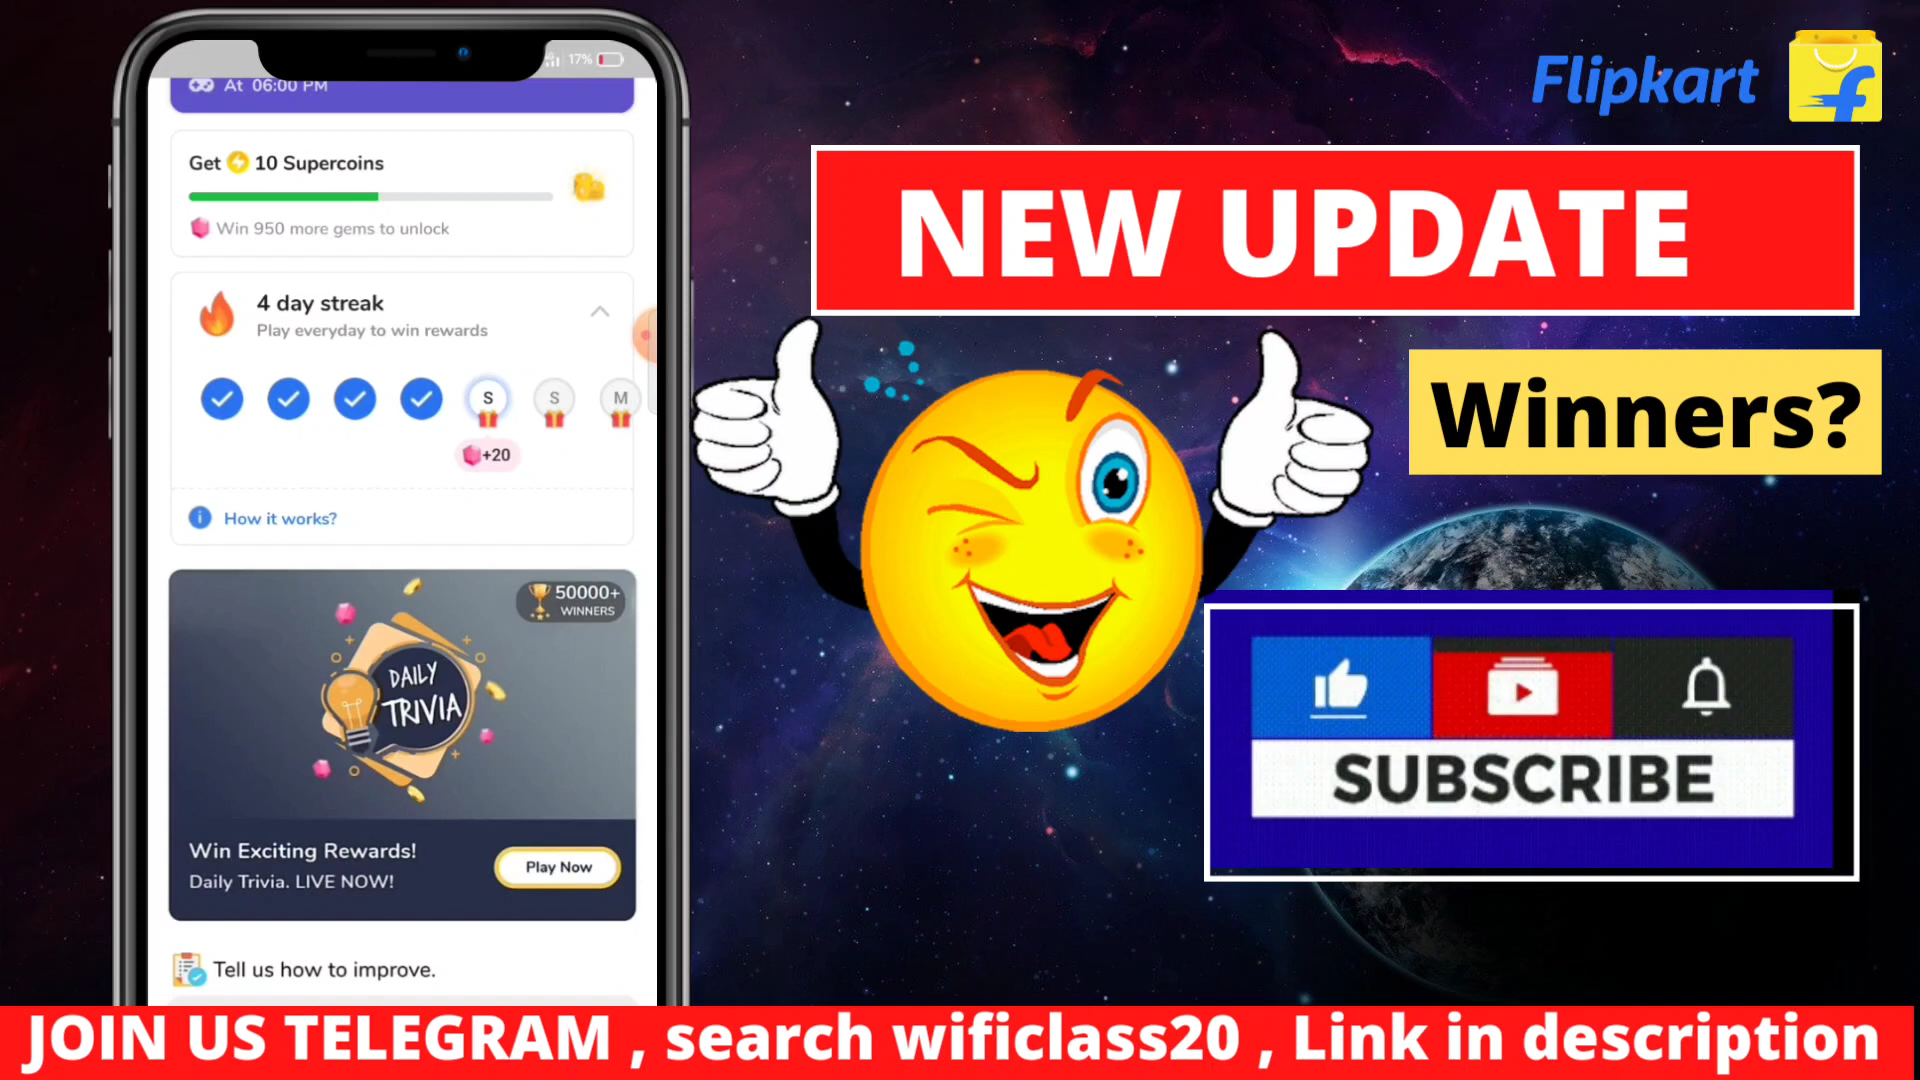 17%
At 06:00 PM
Get 10 Supercoins
Win 950 more gems to unlock
4 day streak
Play everyday to win rewards
S S M
+20
i How it works?
50000+
WINNERS
DAILY
TRIVIA
Win Exciting Rewards!
Daily Trivia. LIVE NOW!
Play Now
Tell us how to improve.
Flipkart f
NEW UPDATE
Winners?
SUBSCRIBE
JOIN US TELEGRAM , search wificlass20 , Link in description